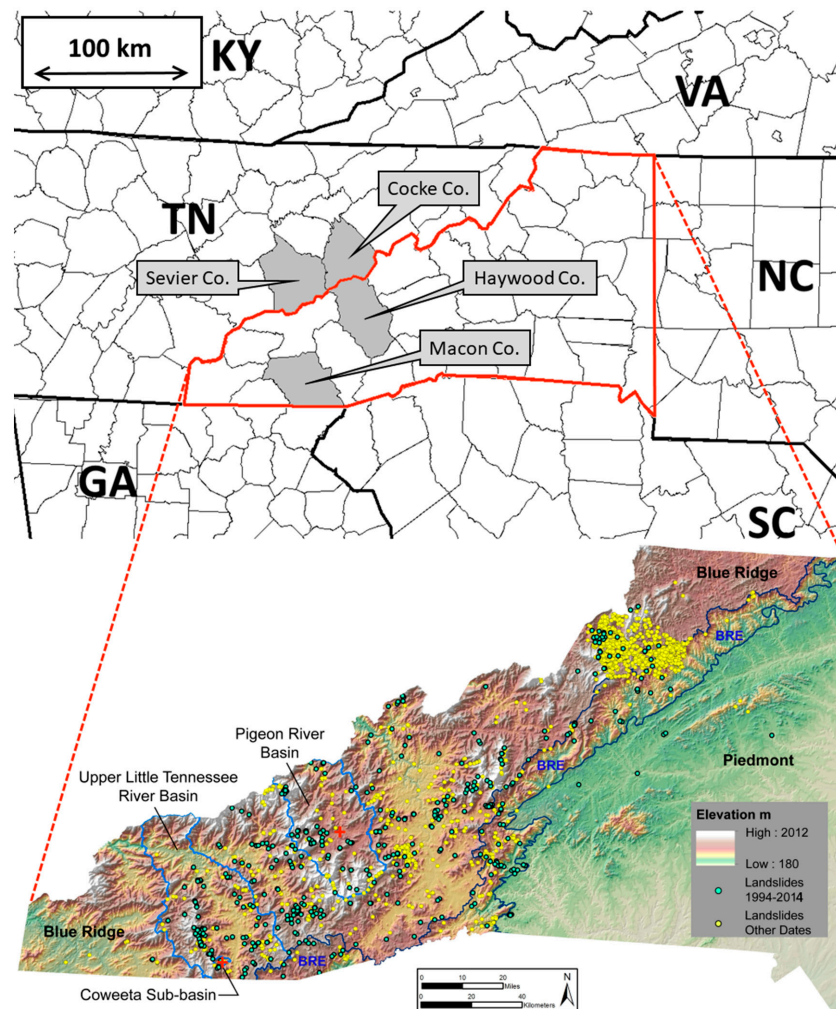 100 km
KY
VA
Cocke Co.
TN
Sevier Co.
Haywood Co.
NC
Macon Co.
GA
SC
Blue Ridge
BRE
Pigeon River
Basin
Upper Little Tennessee
River Basin
BRE
Piedmont
Elevation m
High : 2012
Low : 180
Landslides
1994-2014
Landslides
Other Dates
Blue Ridge
BRE
Coweeta Sub-basin
0 10 20
Miles
0 20 40
Kilometers
N